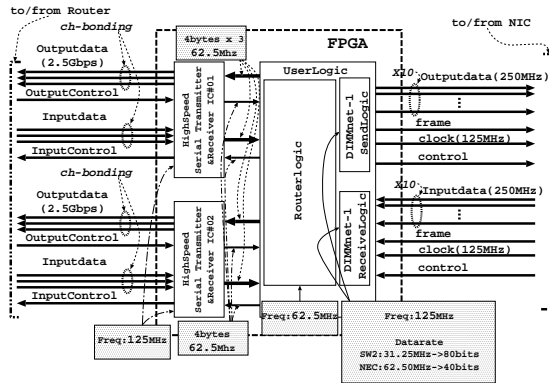 to/from Router
ch-bonding
4bytes x 3
62.5Mhz
to/from NIC
FPGA
Outputdata
(2.5Gbps)
UserLogic
X10
Outputdata(250MHz)
OutputControl
HighSpeed
Serial Transmitter
&Receiver IC#01
DIMMnet-1
SendLogic
Inputdata
frame
clock(125MHz)
InputControl
control
Routerlogic
ch-bonding
X10
Inputdata(250MHz)
Outputdata
(2.5Gbps)
HighSpeed
Serial Transmitter
&Receiver IC#02
DIMMnet-1
ReceiveLogic
OutputControl
frame
Inputdata
clock(125MHz)
control
InputControl
Freq:62.5MHz
Freq:125MHz
Freq:125MHz
4bytes
62.5Mhz
Datarate
SW2:31.25MHz->80bits
NEC:62.50MHz->40bits